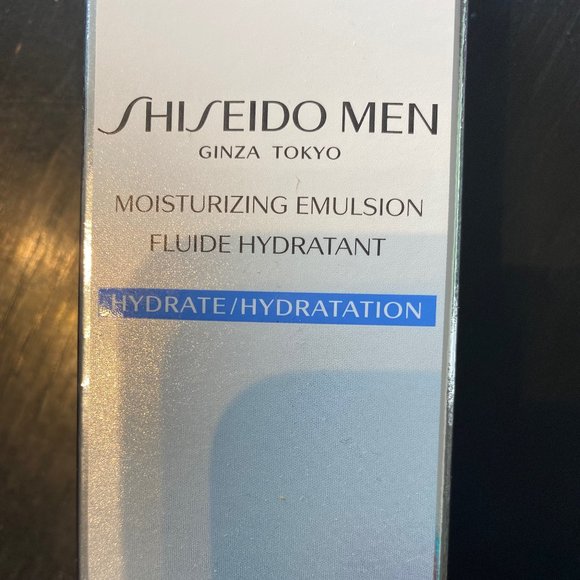 SHISEIDO MEN
GINZA TOKYO
MOISTURIZING EMULSION
FLUIDE HYDRATANT
HYDRATE/HYDRATATION